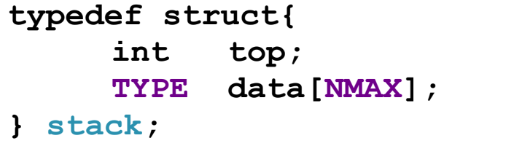 typedef struct{
int top;
TYPE data[NMAX];
} stack;